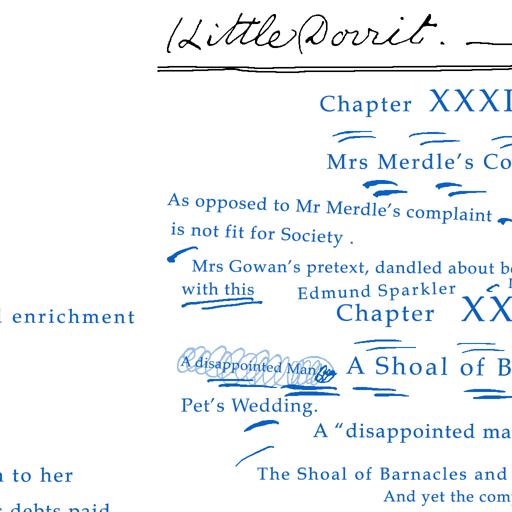 Little Dorrit. —
Chapter XXXI
Mrs Merdle's Co
As opposed to Mr Merdle's complaint
is not fit for Society .
Mrs Gowan's pretext, dandled about be
with this Edmund Sparkler
l enrichment
Chapter XX
A disappointed Man
A Shoal of B
Pet's Wedding.
A “disappointed ma
The Shoal of Barnacles and
n to her
And yet the com
debts paid